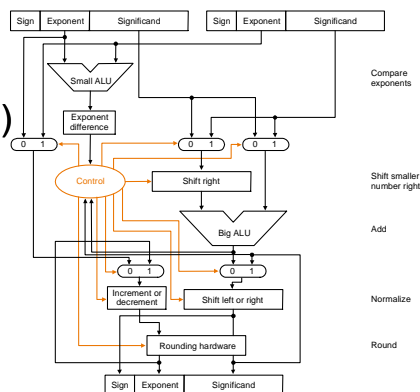 Sign Exponent Significand Sign Exponent Significand
Small ALU
Compare
exponents
)
Exponent
difference
0 1 0 1 0 1
Control
Shift right
Shift smaller
number right
Big ALU
Add
0 1 0 1
Increment or
decrement
Shift left or right
Normalize
Rounding hardware
Round
Sign Exponent Significand